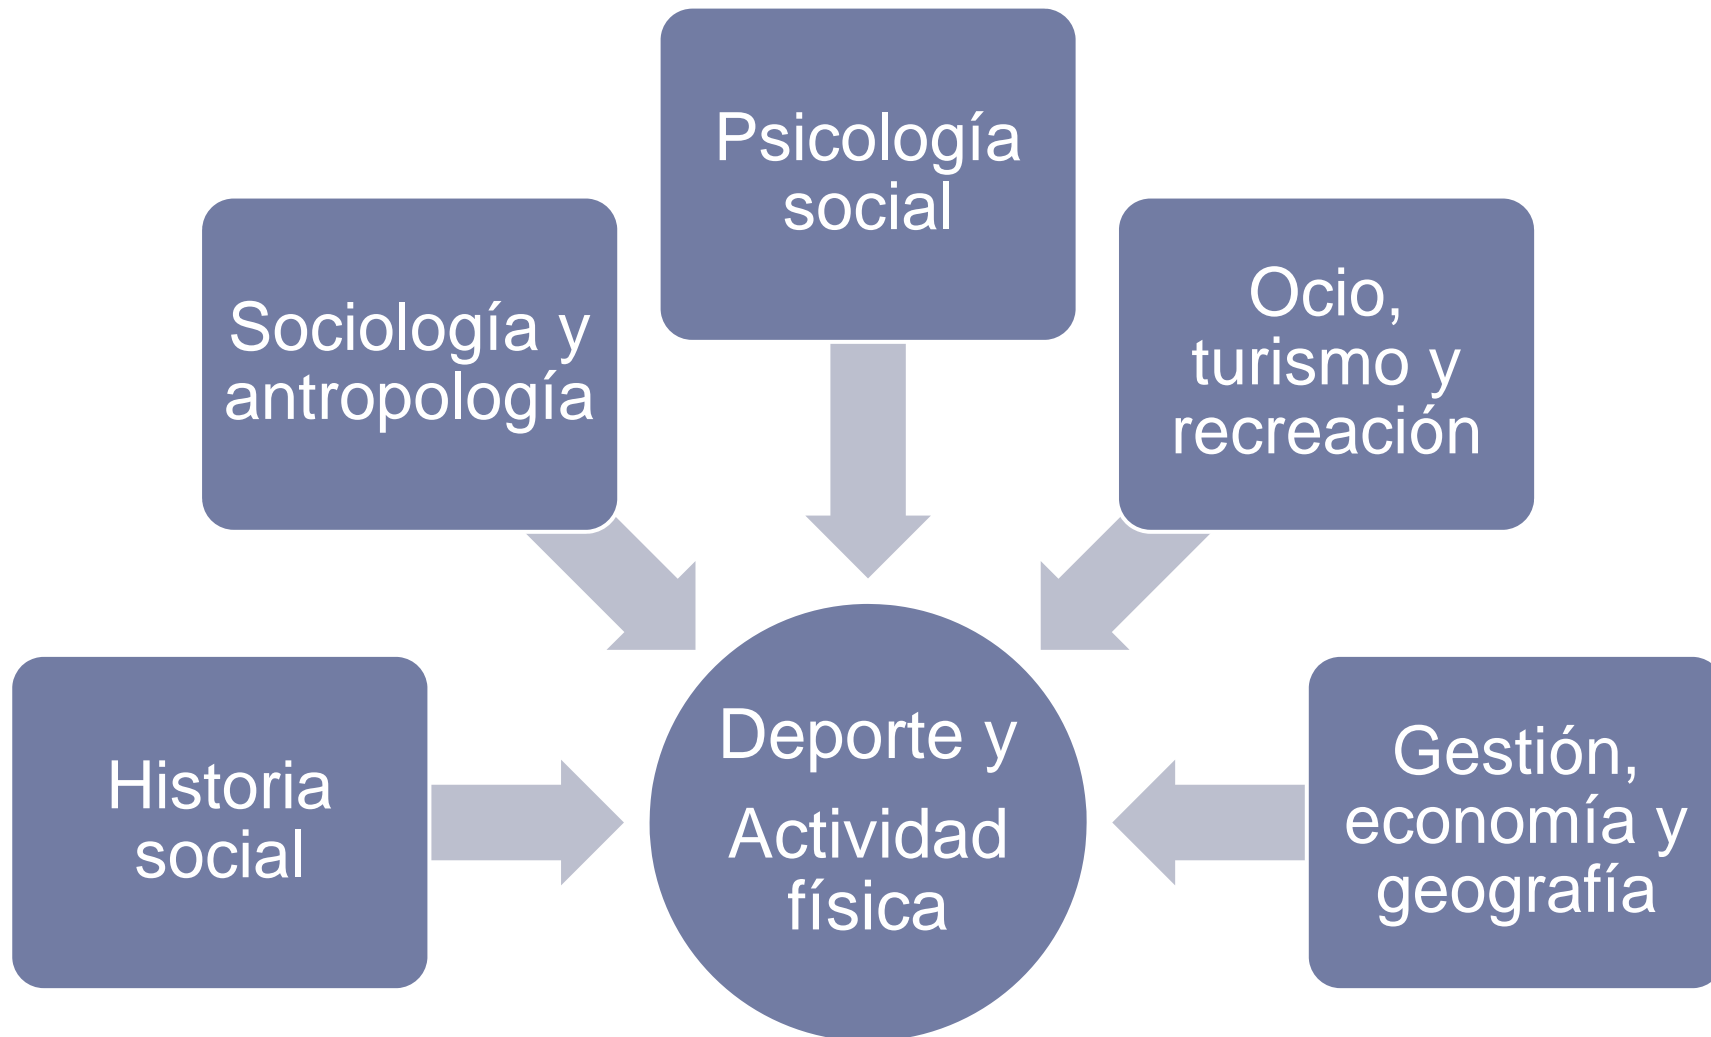 Psicología
social
Sociología y
antropología
Ocio,
turismo y
recreación
Historia
social
Deporte y
Actividad
física
Gestión,
economía y
geografía